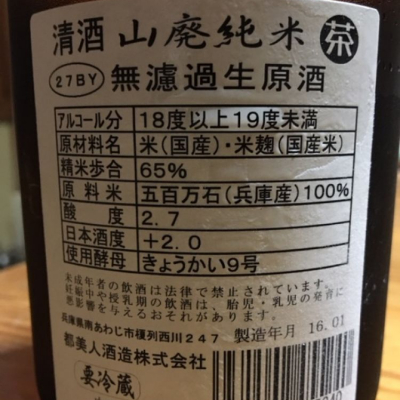 清酒 山廃純米 茶
27BY 無濾過生原酒
アルコール分 18度以上19度未満
原材料名 米(国産)・米麹(国産米)
精米歩合 65%
原料米 五百万石(兵庫産)100%
酸度 2.7
日本酒度 +2.0
使用酵母 きょうかい9号
未成年者の飲酒は法律で禁止されています。
妊娠中や授乳期の飲酒は、胎児・乳児の発育に
悪影響を与えるおそれがあります。
兵庫県南あわじ市榎列西川247
製造年月 16.01
都美人酒造株式会社
要冷蔵